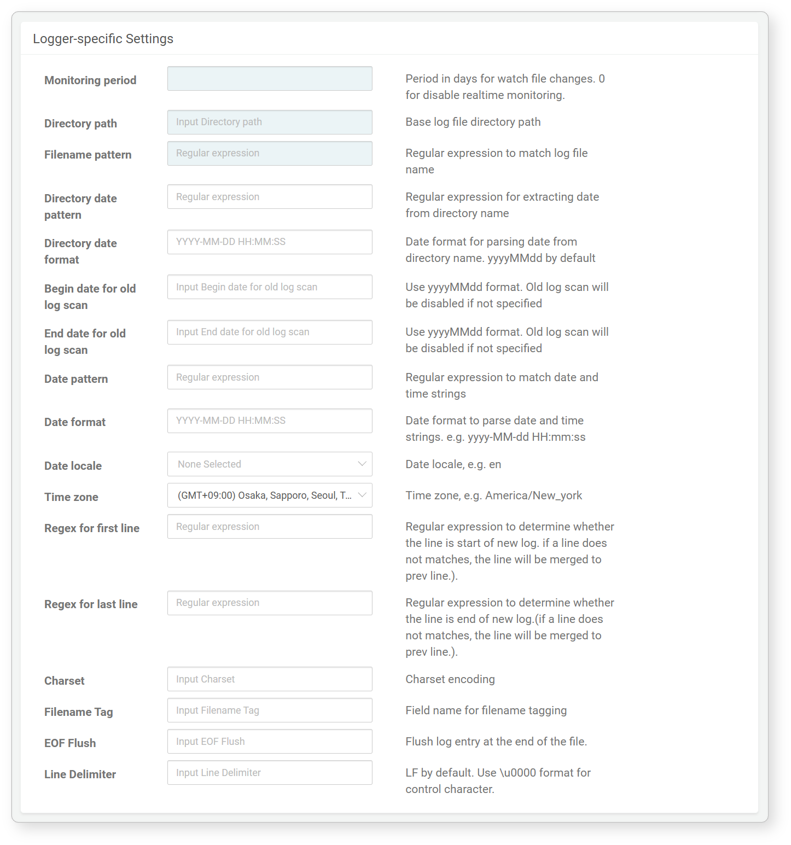 Logger-specific Settings
Monitoring period
Period in days for watch file changes. 0
for disable realtime monitoring.
Directory path
Input Directory path
Base log file directory path
Filename pattern
Regular expression
Regular expression to match log file
name
Directory date
pattern
Regular expression
Regular expression for extracting date
from directory name
Directory date
format
YYYY-MM-DD HH:MM:SS
Date format for parsing date from
directory name. yyyyMMdd by default
Begin date for old
log scan
Input Begin date for old log scan
Use yyyyMMdd format. Old log scan will
be disabled if not specified
End date for old
log scan
Input End date for old log scan
Use yyyyMMdd format. Old log scan will
be disabled if not specified
Date pattern
Regular expression
Regular expression to match date and
time strings
Date format
YYYY-MM-DD HH:MM:SS
Date format to parse date and time
strings. e.g. yyyy-MM-dd HH:mm:ss
Date locale
None Selected
Date locale, e.g. en
Time zone
(GMT+09:00) Osaka, Sapporo, Seoul, T...
Time zone, e.g. America/New_york
Regex for first line
Regular expression
Regular expression to determine whether
the line is start of new log. if a line does
not matches, the line will be merged to
prev line.).
Regex for last line
Regular expression
Regular expression to determine whether
the line is end of new log.(if a line does
not matches, the line will be merged to
prev line.).
Charset
Input Charset
Charset encoding
Filename Tag
Input Filename Tag
Field name for filename tagging
EOF Flush
Input EOF Flush
Flush log entry at the end of the file.
Line Delimiter
Input Line Delimiter
LF by default. Use \u0000 format for
control character.